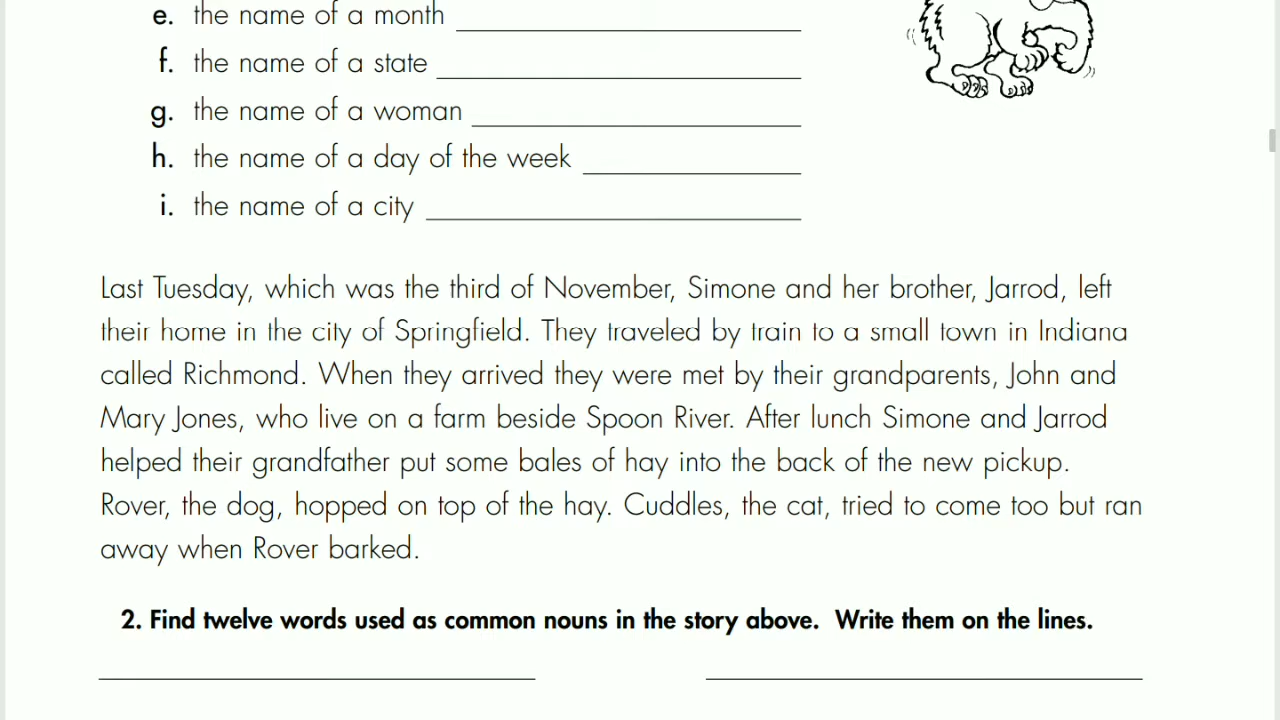 e. the name of a month
f. the name of a state
g. the name of a woman
h. the name of a day of the week
i. the name of a city
Last Tuesday, which was the third of November, Simone and her brother, Jarrod, left
their home in the city of Springfield. They traveled by train to a small town in Indiana
called Richmond. When they arrived they were met by their grandparents, John and
Mary Jones, who live on a farm beside Spoon River. After lunch Simone and Jarrod
helped their grandfather put some bales of hay into the back of the new pickup.
Rover, the dog, hopped on top of the hay. Cuddles, the cat, tried to come too but ran
away when Rover barked.
2. Find twelve words used as common nouns in the story above. Write them on the lines.